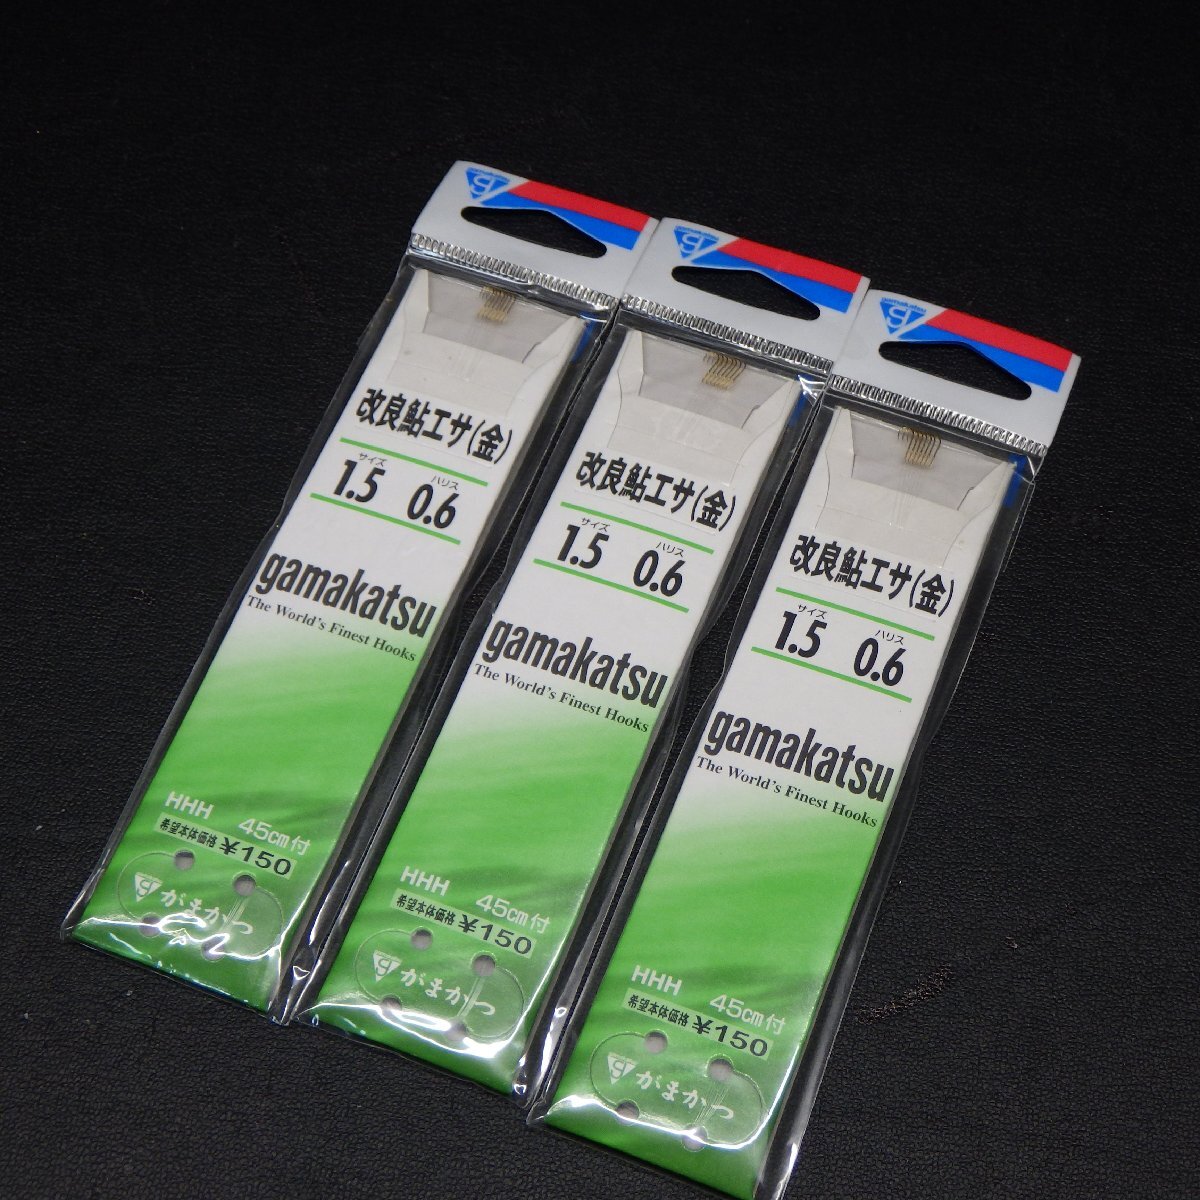 gamakatsu
改良鮎エサ(金)
サイズ ハリス
1.5 0.6
gamakatsu
The World's Finest Hooks
HHH 45cm付
希望本体価格 ¥150
がまかつ
gamakatsu
改良鮎エサ(金)
サイズ ハリス
1.5 0.6
gamakatsu
The World's Finest Hooks
HHH 45cm付
希望本体価格 ¥150
がまかつ
gamakatsu
改良鮎エサ(金)
サイズ ハリス
1.5 0.6
gamakatsu
The World's Finest Hooks
HHH 45cm付
希望本体価格 ¥150
がまかつ